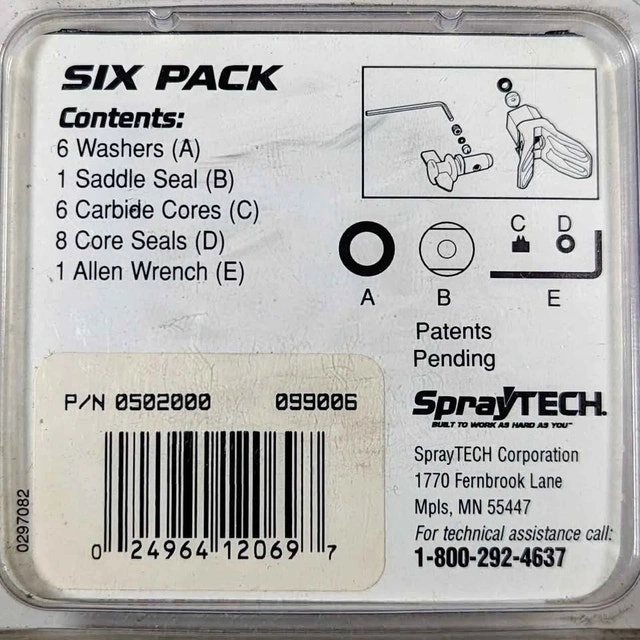 SIX PACK
Contents:
6 Washers (A)
1 Saddle Seal (B)
6 Carbide Cores (C)
8 Core Seals (D)
1 Allen Wrench (E)
C D
A B E
Patents
Pending
P/N 0502000 099006
0 24964 12069 7
0297082
SprayTECH.
BUILT TO WORK AS HARD AS YOU™
SprayTECH Corporation
1770 Fernbrook Lane
Mpls, MN 55447
For technical assistance call:
1-800-292-4637